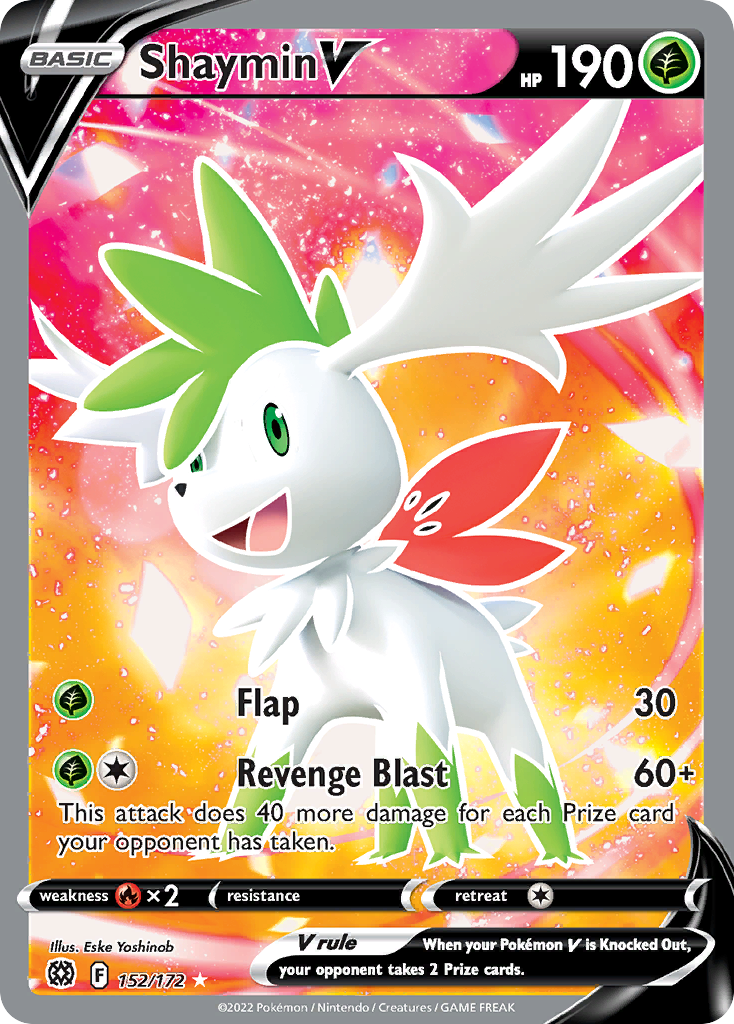 BASIC Shaymin V HP 190
Flap 30
Revenge Blast 60+
This attack does 40 more damage for each Prize card
your opponent has taken.
weakness ×2 resistance retreat
Illus. Eske Yoshinob
V rule When your Pokémon V is Knocked Out,
your opponent takes 2 Prize cards.
F 152/172
©2022 Pokémon / Nintendo / Creatures / GAME FREAK